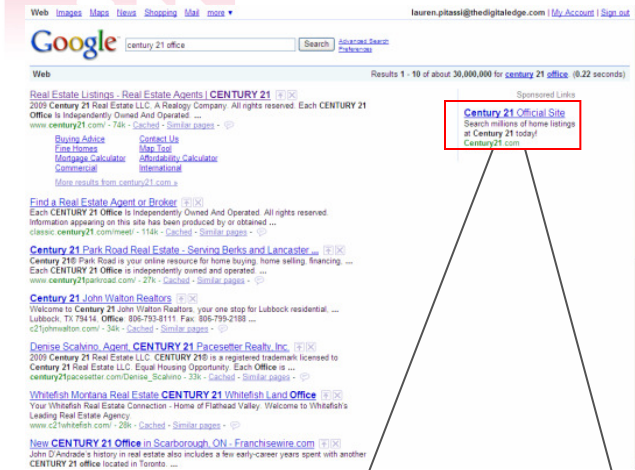 Web Images Maps News Shopping Mail more ▼
lauren.pitassi@thedigitaledge.com | My Account | Sign out
Google
century 21 office
Search
Advanced Search
Preferences
Web
Results 1 - 10 of about 30,000,000 for century 21 office. (0.22 seconds)
Real Estate Listings - Real Estate Agents | CENTURY 21
2009 Century 21 Real Estate LLC. A Realogy Company. All rights reserved. Each CENTURY 21
Office Is Independently Owned And Operated. ...
www.century21.com/ - 74k - Cached - Similar pages -
Buying Advice
Fine Homes
Mortgage Calculator
Commercial
Contact Us
Map Tool
Affordability Calculator
International
More results from century21.com »
Find a Real Estate Agent or Broker
Each CENTURY 21 Office Is Independently Owned And Operated. All rights reserved.
Information appearing on this site has been produced by or obtained ...
classic.century21.com/meet/ - 114k - Cached - Similar pages -
Century 21 Park Road Real Estate - Serving Berks and Lancaster ...
Century 21® Park Road is your online resource for home buying, home selling, financing. ...
Each CENTURY 21 Office is independently owned and operated. ...
www.century21parkroad.com/ - 27k - Cached - Similar pages -
Century 21 John Walton Realtors
Welcome to Century 21 John Walton Realtors, your one stop for Lubbock residential, ...
Lubbock, TX 79414, Office: 806-793-8111. Fax: 806-799-2188 ...
c21johnwalton.com/ - 34k - Cached - Similar pages -
Denise Scalvino, Agent, CENTURY 21 Pacesetter Realty, Inc.
2009 Century 21 Real Estate LLC. CENTURY 21® is a registered trademark licensed to
Century 21 Real Estate LLC. Equal Housing Opportunity. Each Office is ...
century21pacesetter.com/Denise_Scalvino - 33k - Cached - Similar pages -
Whitefish Montana Real Estate CENTURY 21 Whitefish Land Office
Your Whitefish Real Estate Connection - Home of Flathead Valley. Welcome to Whitefish's
Leading Real Estate Agency.
www.c21whitefish.com/ - 28k - Cached - Similar pages -
New CENTURY 21 Office in Scarborough, ON - Franchisewire.com
John D'Andrade's history in real estate also includes a few early-career years spent with another
CENTURY 21 office located in Toronto. ...
Sponsored Links
Century 21 Official Site
Search millions of home listings
at Century 21 today!
Century21.com